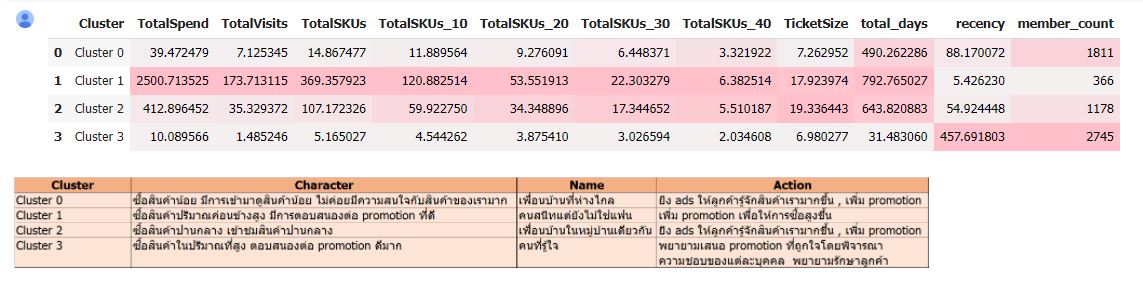 Cluster TotalSpend TotalVisits TotalSKUs TotalSKUs_10 TotalSKUs_20 TotalSKUs_30 TotalSKUs_40 TicketSize total_days recency member_count
0 Cluster 0 39.472479 7.125345 14.867477 11.889564 9.276091 6.448371 3.321922 7.262952 490.262286 88.170072 1811
1 Cluster 1 2500.713525 173.713115 369.357923 120.882514 53.551913 22.303279 6.382514 17.923974 792.765027 5.426230 366
2 Cluster 2 412.896452 35.329372 107.172326 59.922750 34.348896 17.344652 5.510187 19.336443 643.820883 54.924448 1178
3 Cluster 3 10.089566 1.485246 5.165027 4.544262 3.875410 3.026594 2.034608 6.980277 31.483060 457.691803 2745
Cluster Character Name Action
Cluster 0 ซื้อสินค้าน้อย มีการเข้ามาดูสินค้าน้อย ไม่ค่อยมีความสนใจกับสินค้าของเรามาก เพื่อนบ้านที่ห่างไกล ยิง ads ให้ลูกค้ารู้จักสินค้าเรามากขึ้น , เพิ่ม promotion
Cluster 1 ซื้อสินค้าปริมาณค่อนข้างสูง มีการตอบสนองต่อ promotion ที่ดี คนสนิทแต่ยังไม่ใช่แฟน เพิ่ม promotion เพื่อให้การซื้อสูงขึ้น
Cluster 2 ซื้อสินค้าปานกลาง เข้าชมสินค้าปานกลาง เพื่อนบ้านในหมู่บ้านเดียวกัน ยิง ads ให้ลูกค้ารู้จักสินค้าเรามากขึ้น , เพิ่ม promotion
Cluster 3 ซื้อสินค้าในปริมาณที่สูง ตอบสนองต่อ promotion ดีมาก คนที่รู้ใจ พยายามเสนอ promotion ที่ถูกใจโดยพิจารณา
ความชอบของแต่ละบุคคล พยายามรักษาลูกค้า